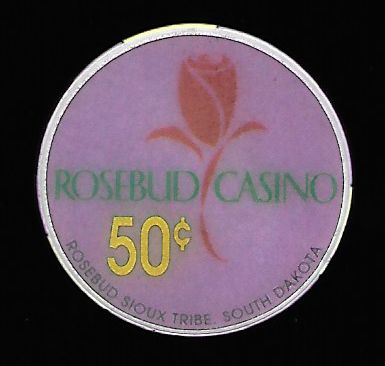 ROSEBUD CASINO
50¢
ROSEBUD SIOUX TRIBE. SOUTH DAKOTA